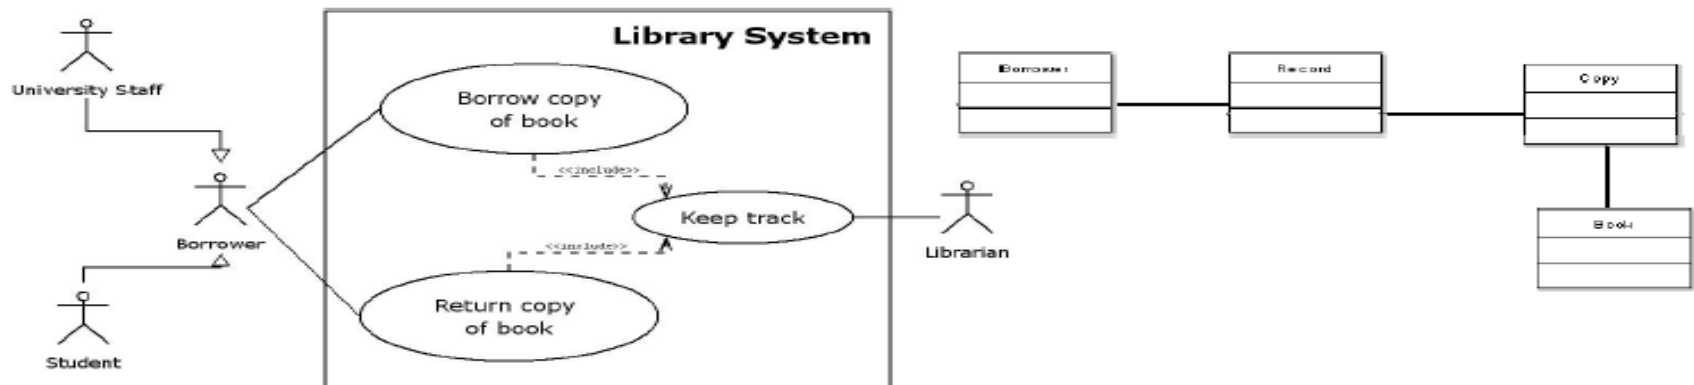 University Staff
Borrower
Student
Library System
Borrow copy
of book
<<include>>
Keep track
<<include>>
Return copy
of book
Librarian
Borrower
Record
Copy
Book